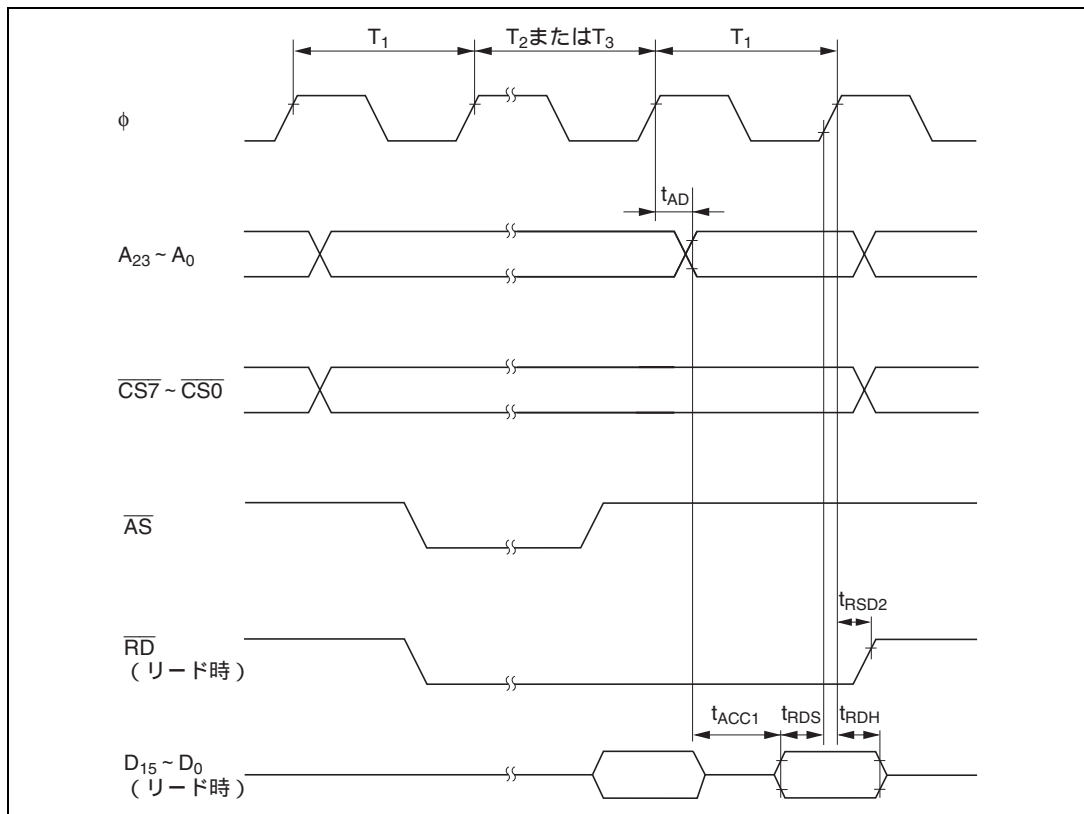 T1 T2またはT3 T1
φ
tAD
A23 ~ A0
CS7 ~ CS0
AS
tRSD2
RD
(リード時)
tACC1 tRDS tRDH
D15 ~ D0
(リード時)